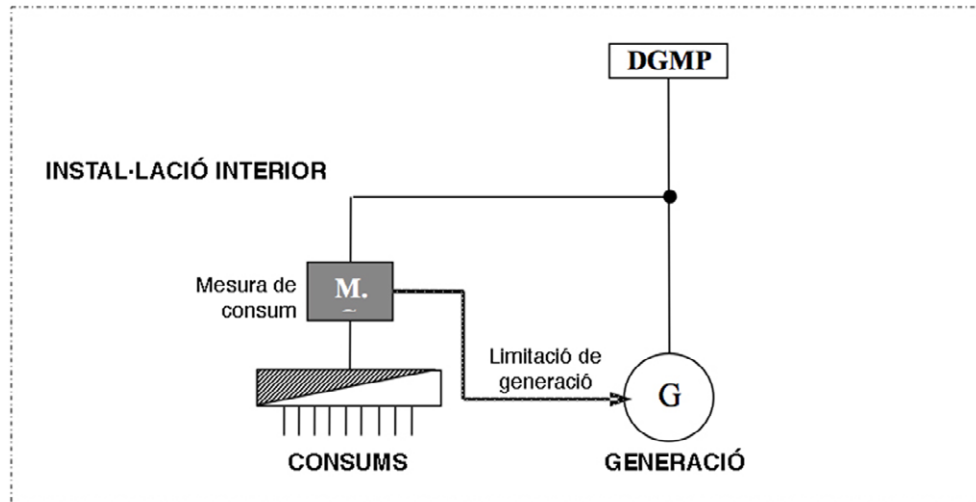 DGMP
INSTAL·LACIÓ INTERIOR
Mesura de
consum
M.
Limitació de
generació
G
CONSUMS
GENERACIÓ